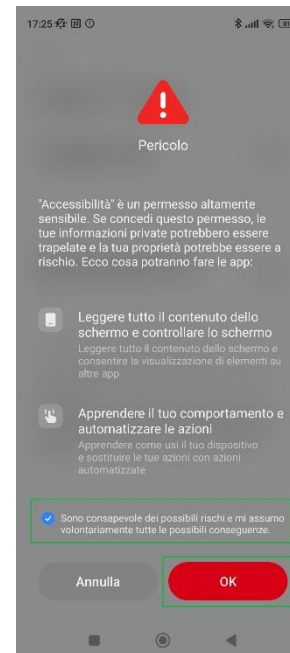 17:25
Pericolo
"Accessibilità" è un permesso altamente
sensibile. Se concedi questo permesso, le
tue informazioni private potrebbero essere
trapelate e la tua proprietà potrebbe essere a
rischio. Ecco cosa potranno fare le app:
Leggere tutto il contenuto dello
schermo e controllare lo schermo
Leggere tutto il contenuto dello schermo e
consentire la visualizzazione di elementi su
altre app
Apprendere il tuo comportamento e
automatizzare le azioni
Apprendere come usi il tuo dispositivo
e sostituire le tue azioni con azioni
automatizzate
Sono consapevole dei possibili rischi e mi assumo
volontariamente tutte le possibili conseguenze.
Annulla
OK